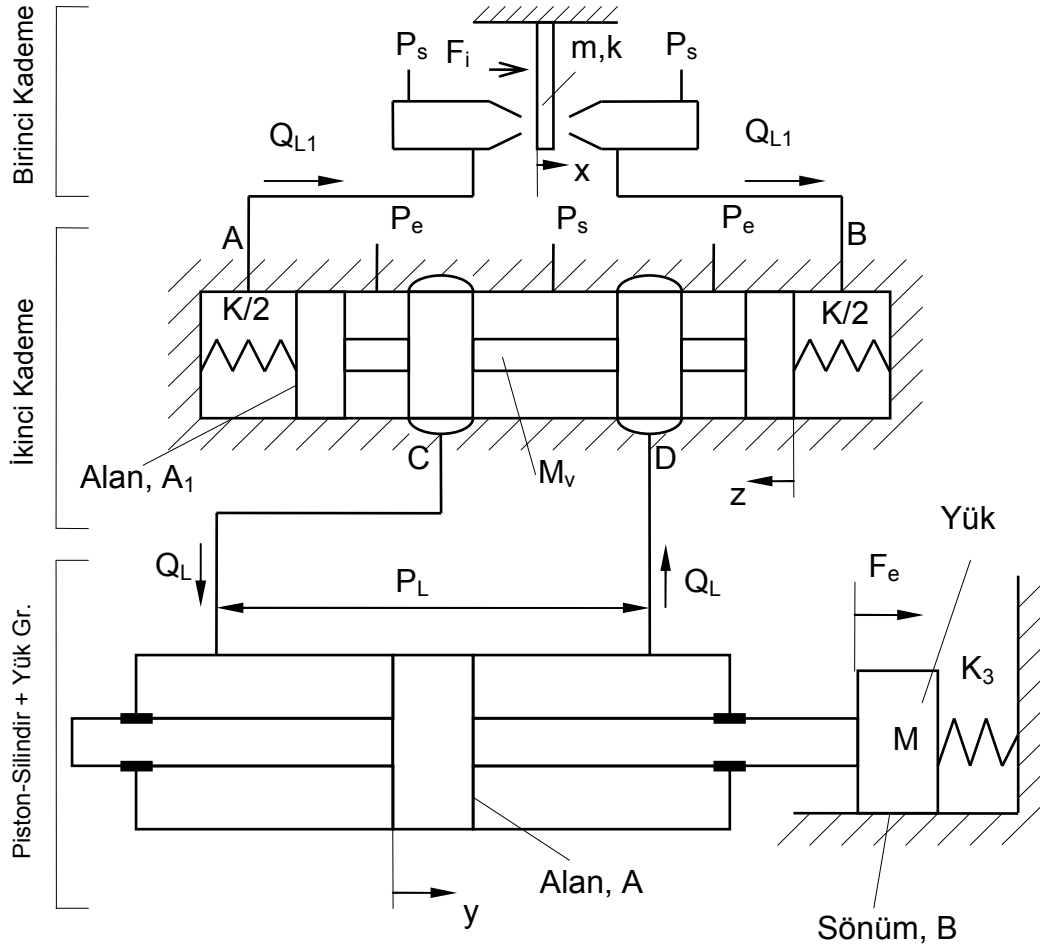 Birinci Kademe
P_s
F_i
m,k
P_s
Q_L1
Q_L1
x
İkinci Kademe
A
P_e
P_s
P_e
B
K/2
K/2
Alan, A_1
C
M_v
D
z
Piston-Silindir + Yük Gr.
Q_L
P_L
Q_L
F_e
Yük
K_3
M
Alan, A
y
Sönüm, B